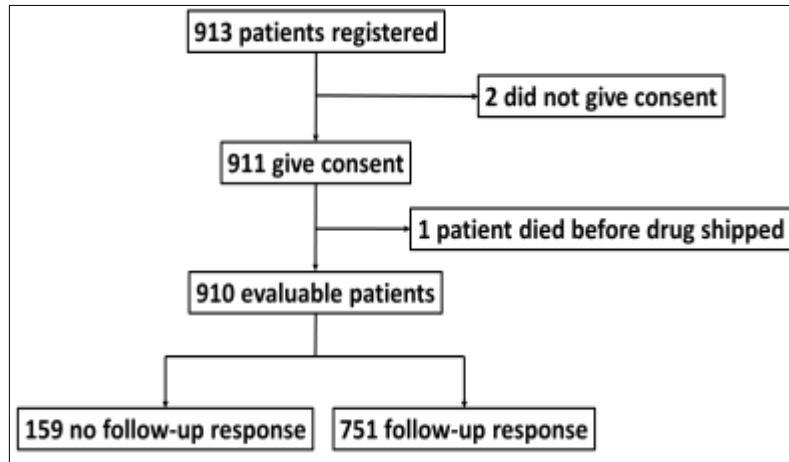 913 patients registered
2 did not give consent
911 give consent
1 patient died before drug shipped
910 evaluable patients
159 no follow-up response
751 follow-up response